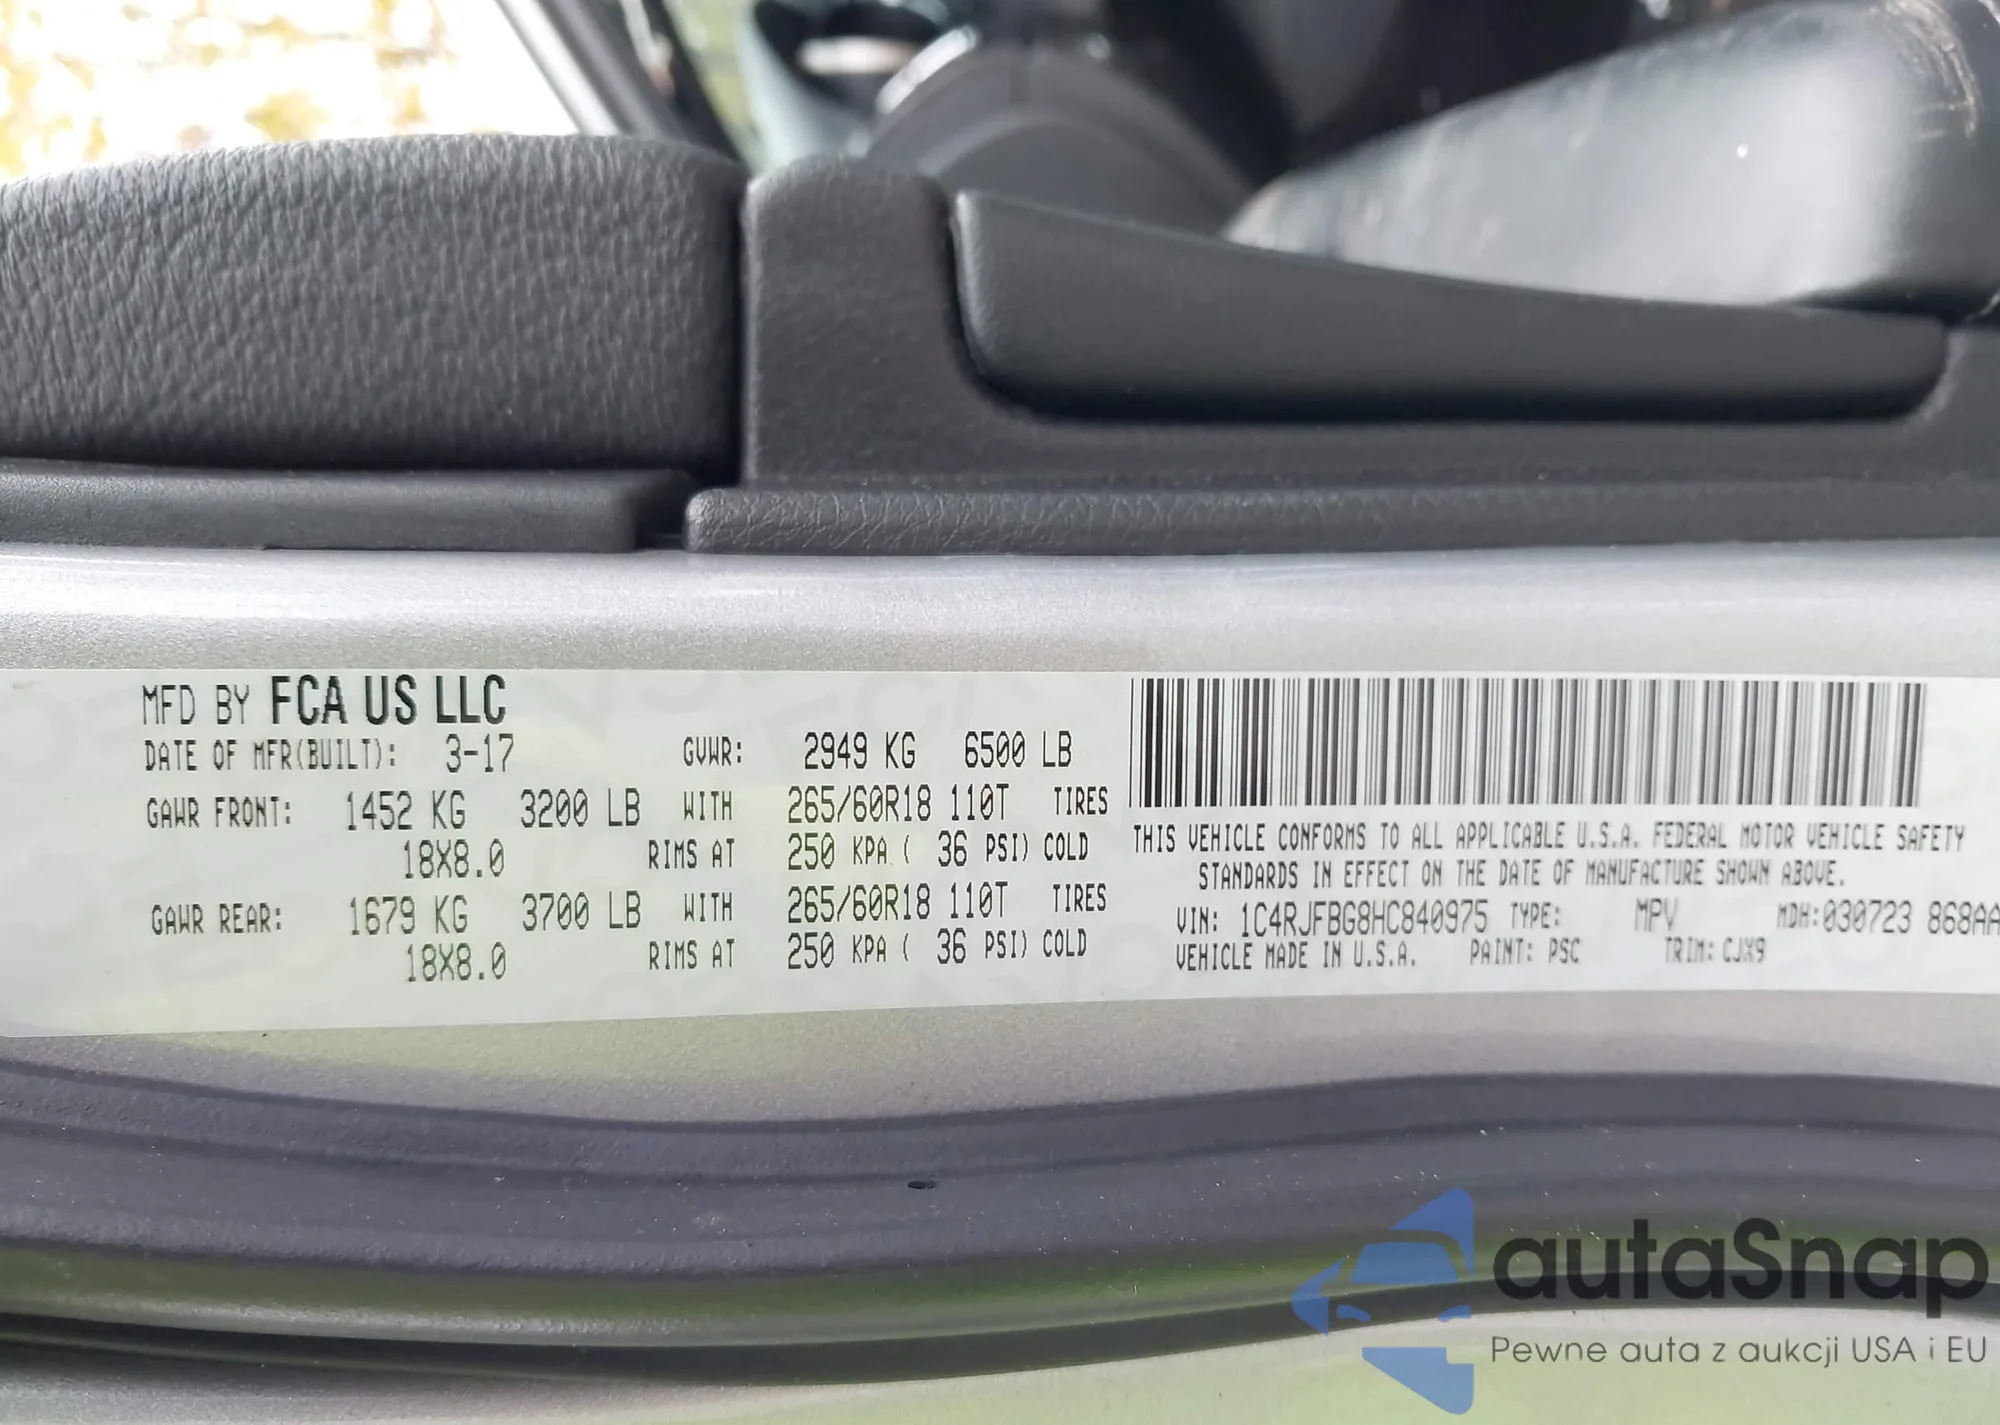 MFD BY FCA US LLC
DATE OF MFR(BUILT): 3-17 GVWR: 2949 KG 6500 LB
GAWR FRONT: 1452 KG 3200 LB WITH 265/60R18 110T TIRES
18X8.0 RIMS AT 250 KPA ( 36 PSI) COLD
GAWR REAR: 1679 KG 3700 LB WITH 265/60R18 110T TIRES
18X8.0 RIMS AT 250 KPA ( 36 PSI) COLD
THIS VEHICLE CONFORMS TO ALL APPLICABLE U.S.A. FEDERAL MOTOR VEHICLE SAFETY
STANDARDS IN EFFECT ON THE DATE OF MANUFACTURE SHOWN ABOVE.
VIN: 1C4RJFBG8HC840975 TYPE: MPV MDH:030723 868AA
VEHICLE MADE IN U.S.A. PAINT: PSC TRIM: CJX9
autaSnap
Pewne auta z aukcji USA i EU